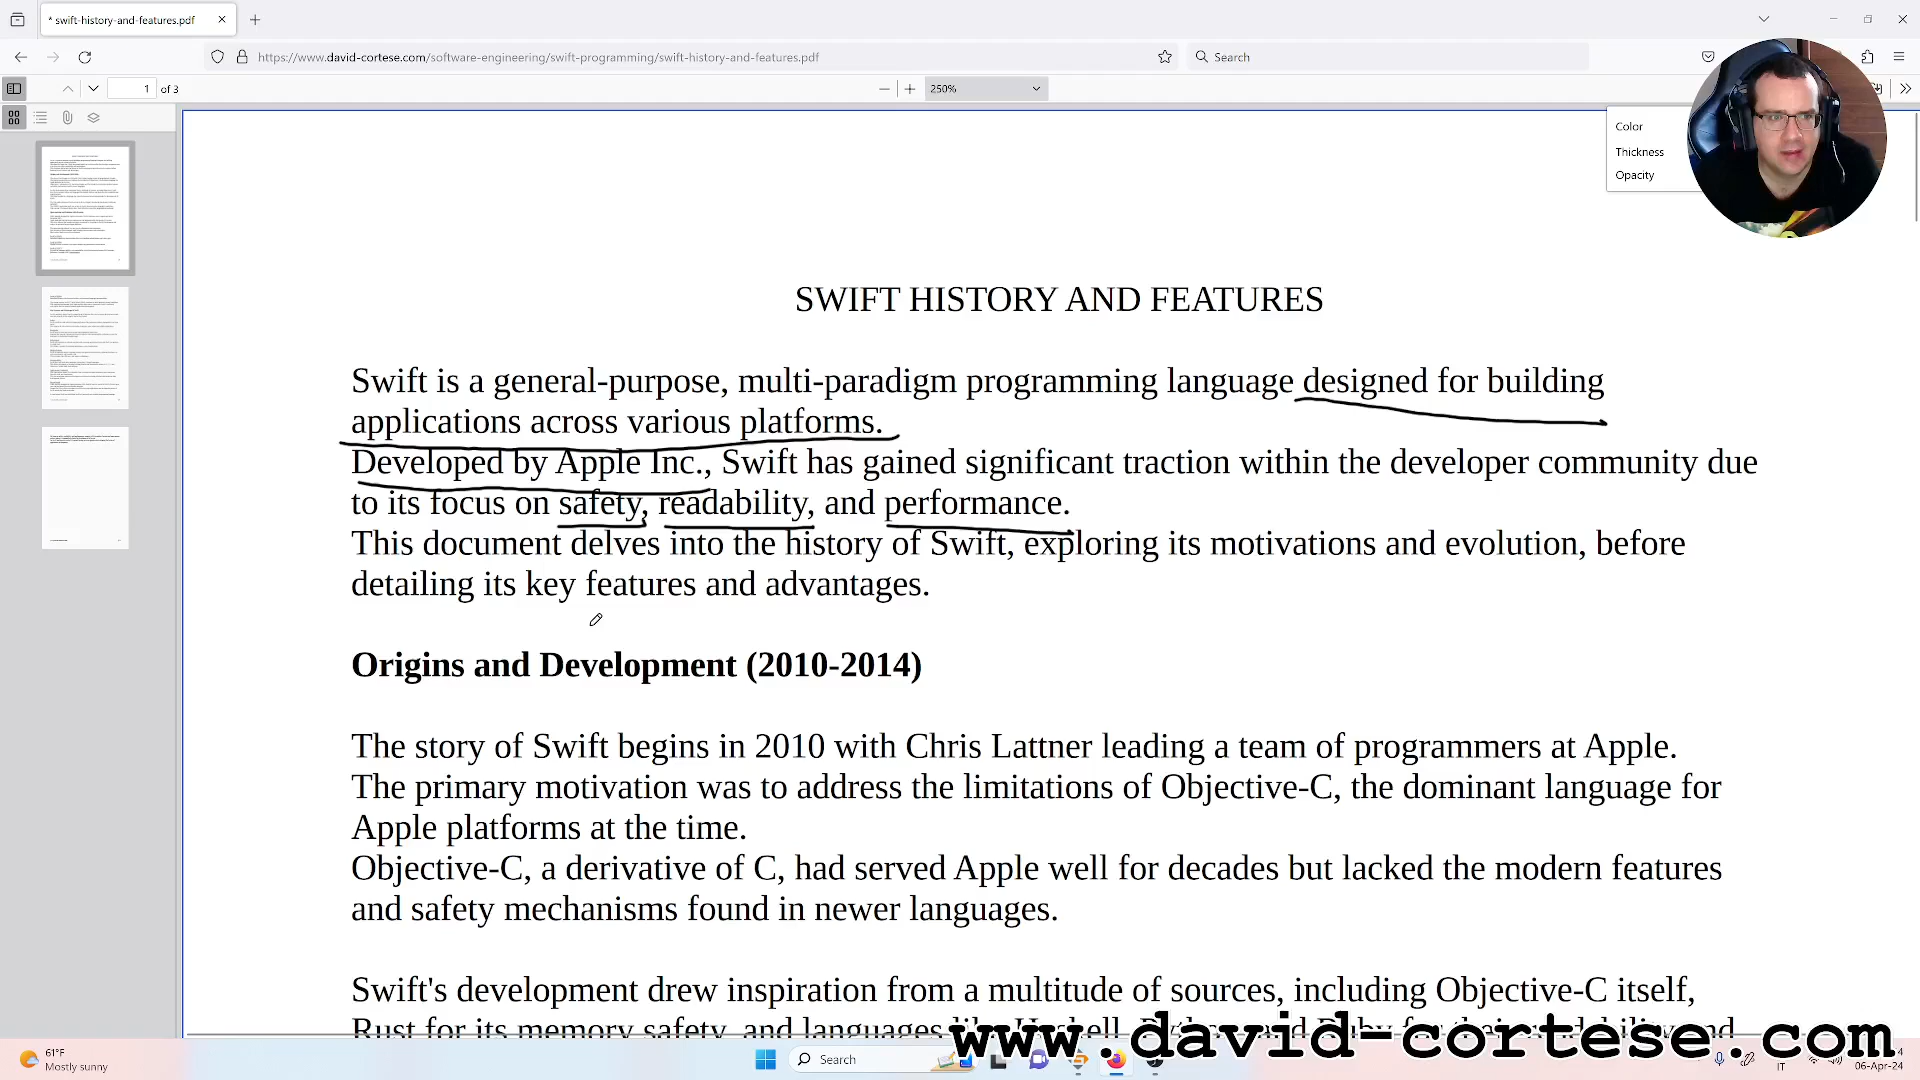 * swift-history-and-features.pdf
https://www.david-cortese.com/software-engineering/swift-programming/swift-history-and-features.pdf
Search
1 of 3
250%
Color
Thickness
Opacity
SWIFT HISTORY AND FEATURES
Swift is a general-purpose, multi-paradigm programming language designed for building
applications across various platforms.
Developed by Apple Inc., Swift has gained significant traction within the developer community due
to its focus on safety, readability, and performance.
This document delves into the history of Swift, exploring its motivations and evolution, before
detailing its key features and advantages.
Origins and Development (2010-2014)
The story of Swift begins in 2010 with Chris Lattner leading a team of programmers at Apple.
The primary motivation was to address the limitations of Objective-C, the dominant language for
Apple platforms at the time.
Objective-C, a derivative of C, had served Apple well for decades but lacked the modern features
and safety mechanisms found in newer languages.
Swift's development drew inspiration from a multitude of sources, including Objective-C itself,
Rust for its memory safety, and languages
www.david-cortese.com
61°F
Mostly sunny
Search
IT
06-Apr-24